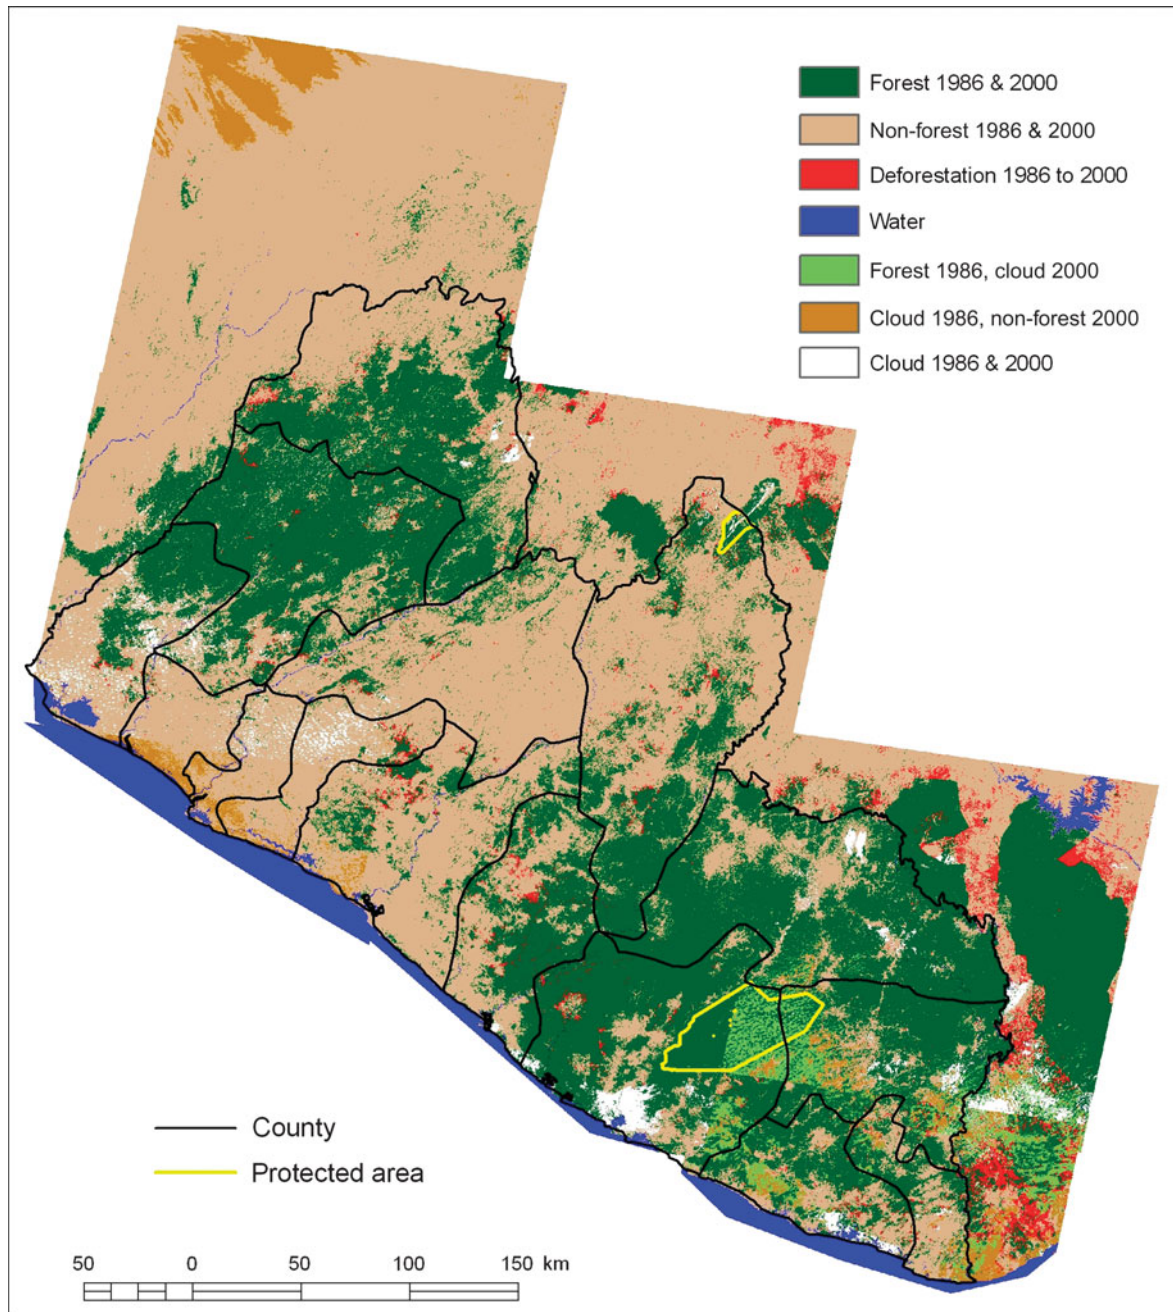 Forest 1986 & 2000
Non-forest 1986 & 2000
Deforestation 1986 to 2000
Water
Forest 1986, cloud 2000
Cloud 1986, non-forest 2000
Cloud 1986 & 2000
County
Protected area
50 0 50 100 150 km